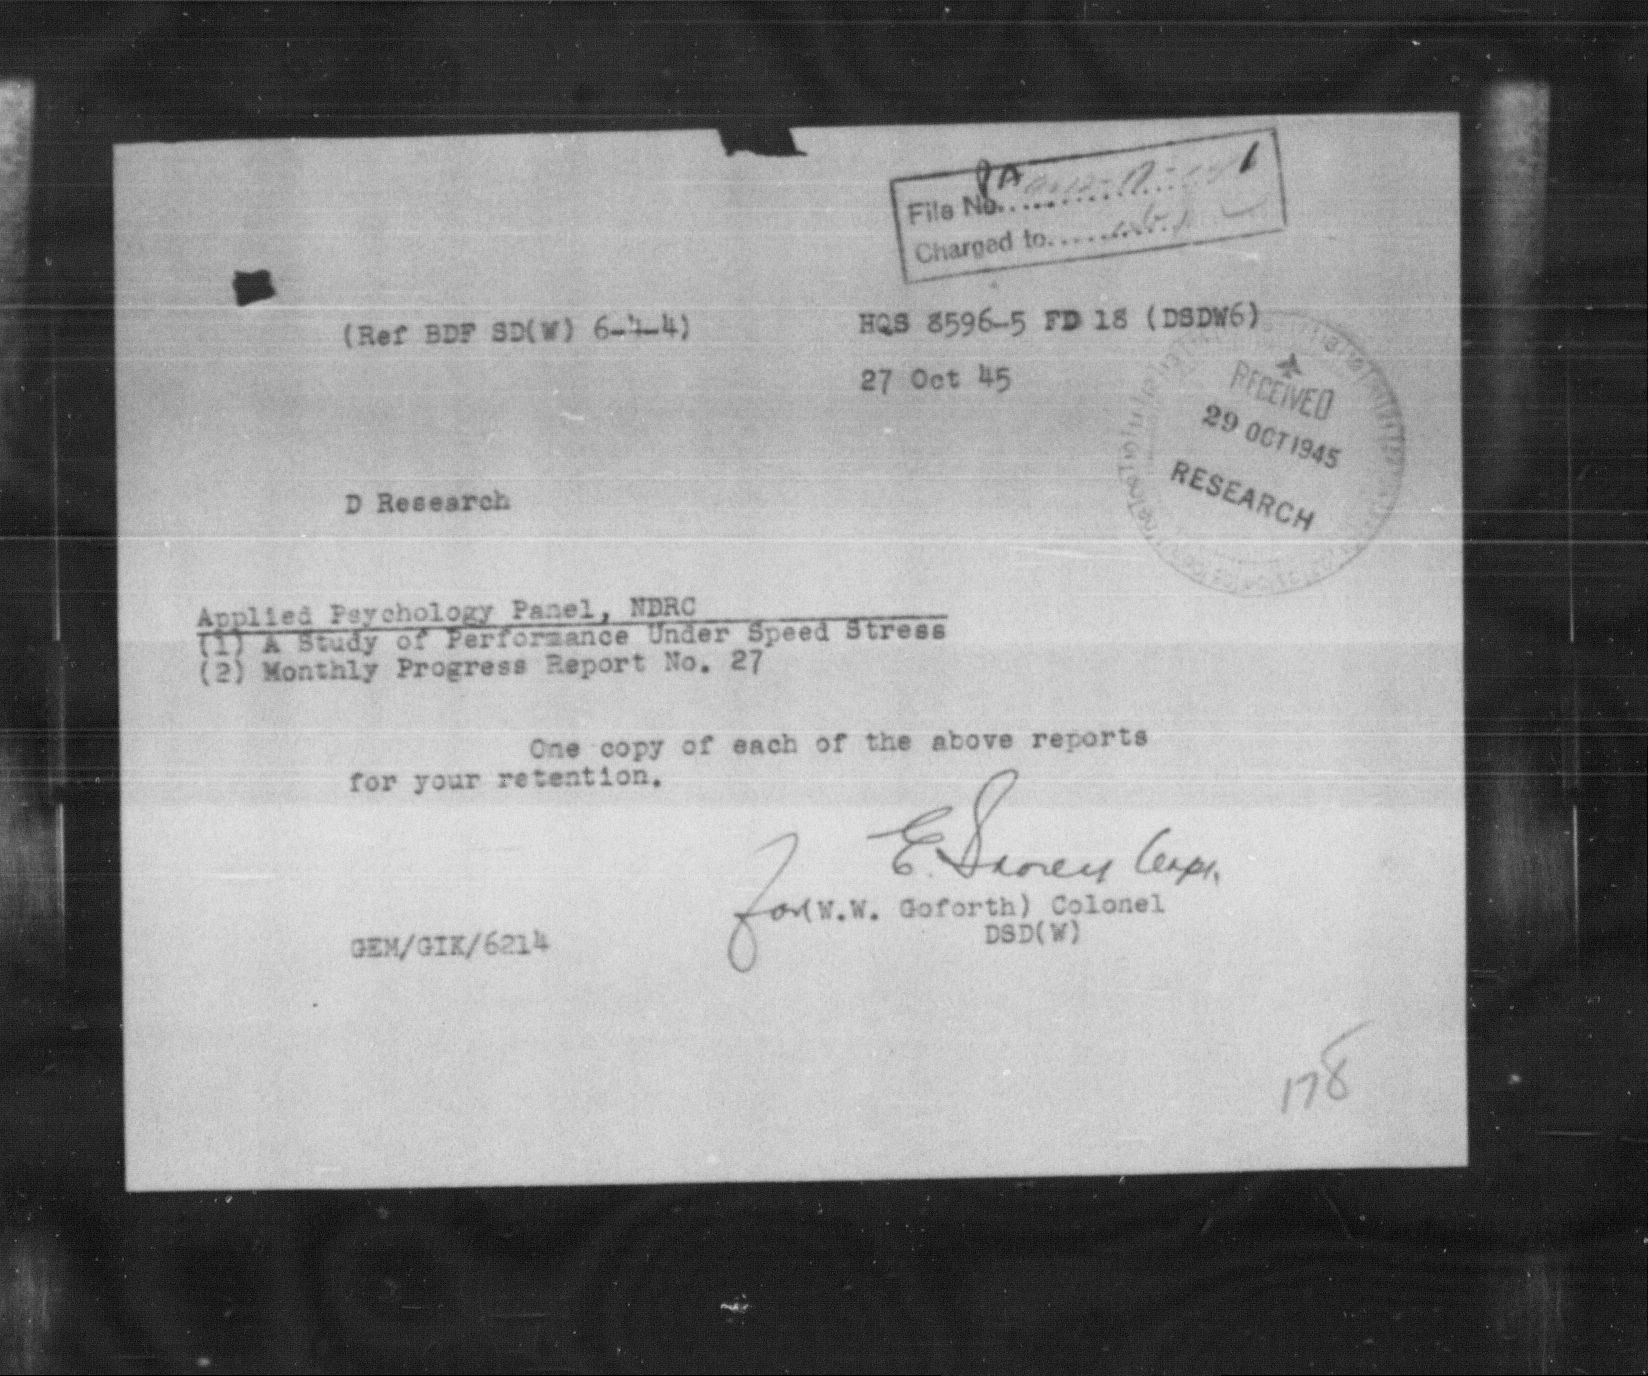 PA
File No.
Charged to
(Ref BDF SD(W) 6-4-4)
HQS 8596-5 FD 18 (DSDW6)
27 Oct 45
RECEIVED
29 OCT 1945
RESEARCH
D Research
Applied Psychology Panel, NDRC
(1) A Study of Performance Under Speed Stress
(2) Monthly Progress Report No. 27
One copy of each of the above reports
for your retention.
E. Capt.
for (W.W. Goforth) Colonel
DSD(W)
GEM/GIK/6214
178